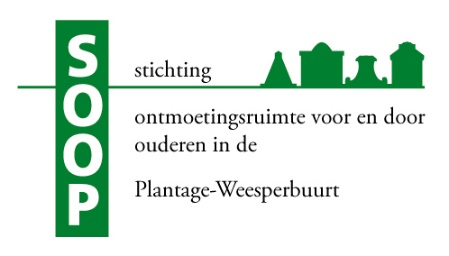 SOOP
stichting
ontmoetingsruimte voor en door
ouderen in de
Plantage-Weesperbuurt